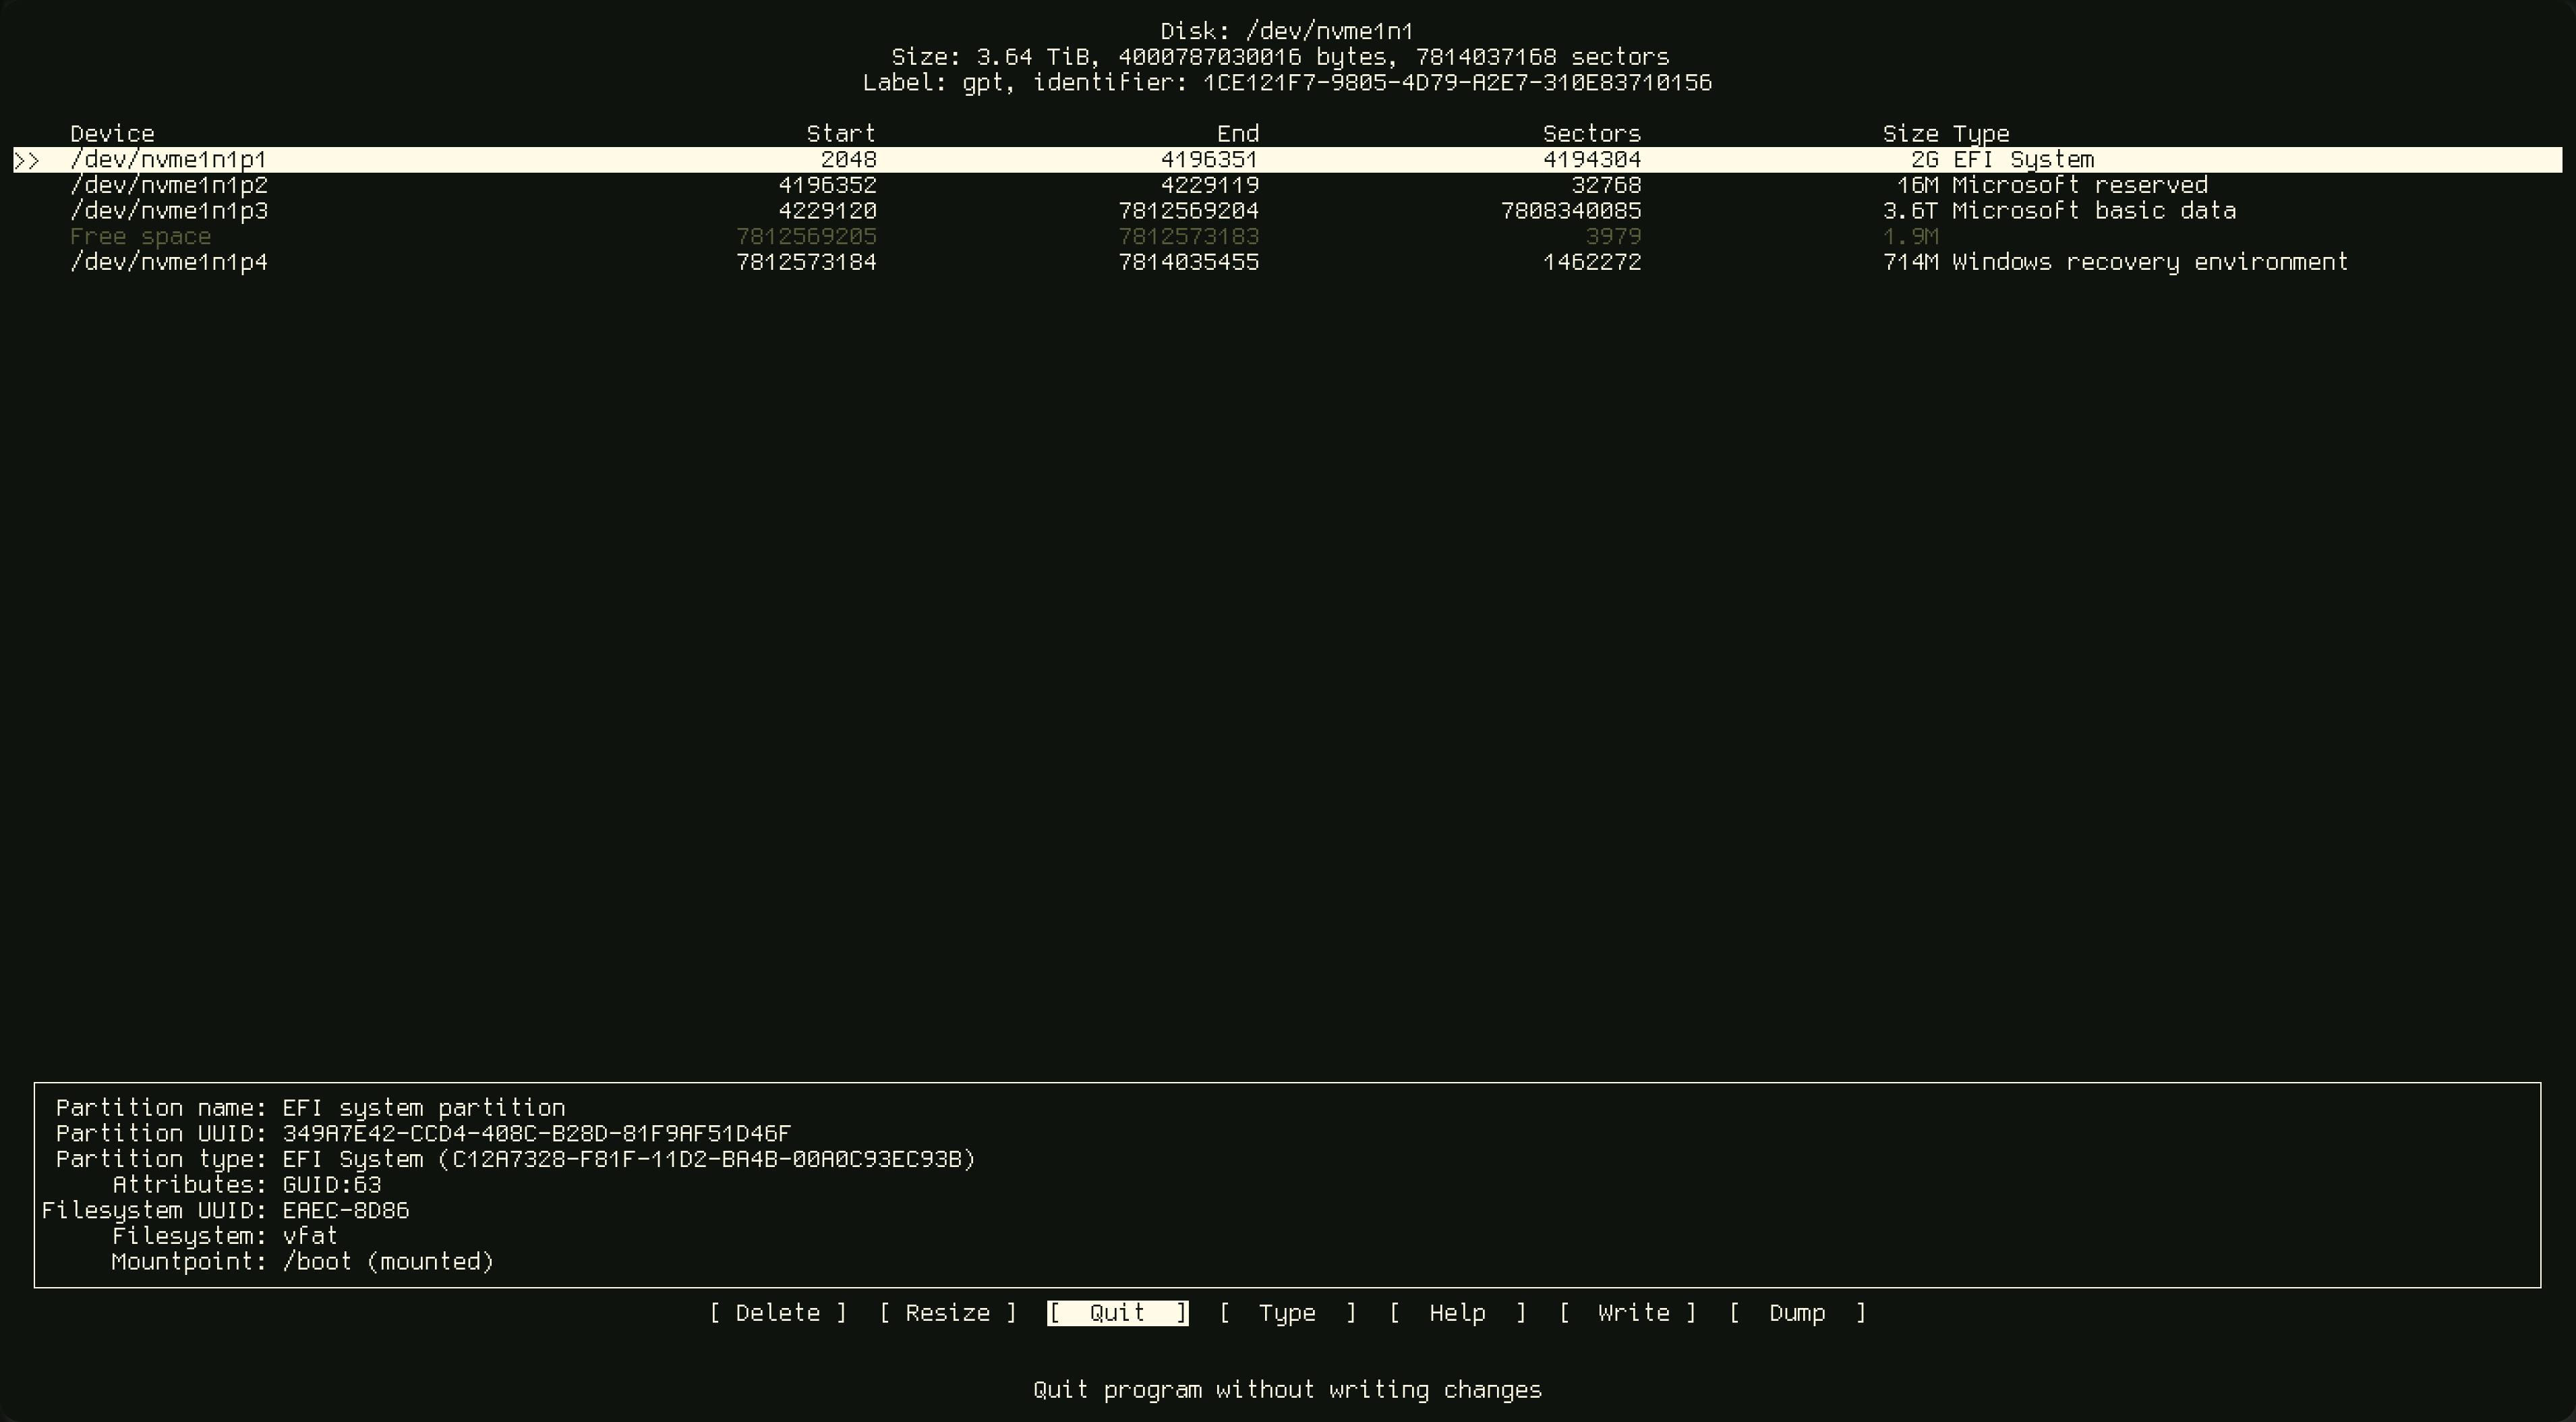 Disk: /dev/nvme1n1
Size: 3.64 TiB, 4000787030016 bytes, 7814037168 sectors
Label: gpt, identifier: 1CE121F7-9805-4D79-A2E7-310E83710156
Device Start End Sectors Size Type
>> /dev/nvme1n1p1 2048 4196351 4194304 2G EFI System
/dev/nvme1n1p2 4196352 4229119 32768 16M Microsoft reserved
/dev/nvme1n1p3 4229120 7812569204 7808340085 3.6T Microsoft basic data
Free space 7812569205 7812573183 3979 1.9M
/dev/nvme1n1p4 7812573184 7814035455 1462272 714M Windows recovery environment
Partition name: EFI system partition
Partition UUID: 349A7E42-CCD4-408C-B28D-81F9AF51D46F
Partition type: EFI System (C12A7328-F81F-11D2-BA4B-00A0C93EC93B)
Attributes: GUID:63
Filesystem UUID: EAEC-8D86
Filesystem: vfat
Mountpoint: /boot (mounted)
[ Delete ] [ Resize ] [ Quit ] [ Type ] [ Help ] [ Write ] [ Dump ]
Quit program without writing changes